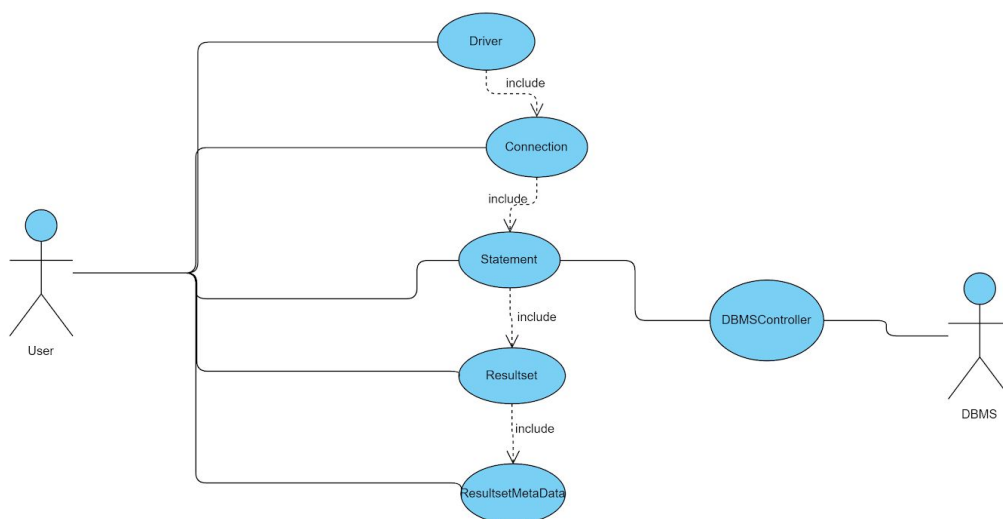 Driver
include
Connection
include
Statement
include
DBMSController
User
Resultset
DBMS
include
ResultsetMetaData